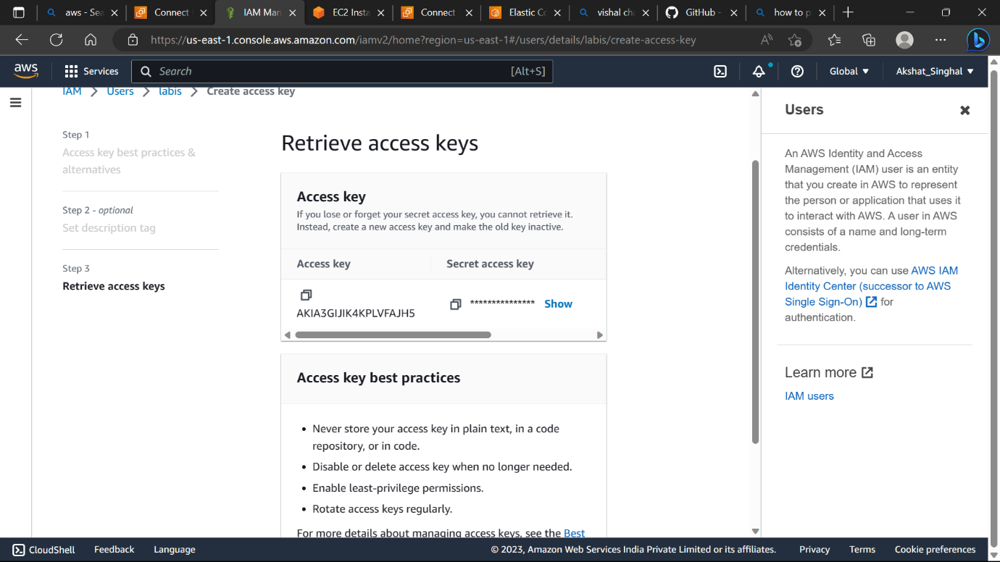 aws - Sea
Connect
IAM Man
EC2 Insta
Connect
Elastic Co
vishal cha
GitHub -
how to p
https://us-east-1.console.aws.amazon.com/iamv2/home?region=us-east-1#/users/details/labis/create-access-key
aws
Services
Search
[Alt+S]
Global
Akshat_Singhal
IAM > Users > labis > Create access key
Step 1
Access key best practices &
alternatives
Step 2 - optional
Set description tag
Step 3
Retrieve access keys
Retrieve access keys
Access key
If you lose or forget your secret access key, you cannot retrieve it.
Instead, create a new access key and make the old key inactive.
Access key
Secret access key
AKIA3GIJIK4KPLVFAJH5
*************** Show
Access key best practices
• Never store your access key in plain text, in a code
repository, or in code.
• Disable or delete access key when no longer needed.
• Enable least-privilege permissions.
• Rotate access keys regularly.
For more details about managing access keys, see the Best
Users
An AWS Identity and Access
Management (IAM) user is an entity
that you create in AWS to represent
the person or application that uses it
to interact with AWS. A user in AWS
consists of a name and long-term
credentials.
Alternatively, you can use AWS IAM
Identity Center (successor to AWS
Single Sign-On) for
authentication.
Learn more
IAM users
CloudShell
Feedback
Language
© 2023, Amazon Web Services India Private Limited or its affiliates.
Privacy
Terms
Cookie preferences